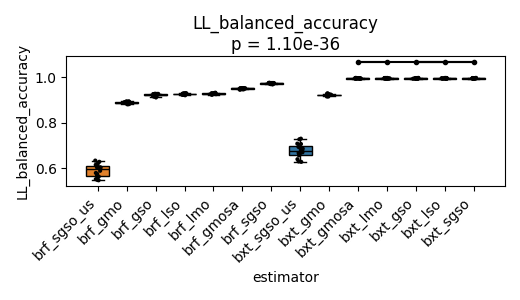 LL_balanced_accuracy
p = 1.10e-36
LL_balanced_accuracy
1.0
0.8
0.6
brf_sgso_us
brf_gmo
brf_gso
brf_lso
brf_lmo
brf_gmosa
brf_sgso
bxt_sgso_us
bxt_gmo
bxt_gmosa
bxt_lmo
bxt_gso
bxt_lso
bxt_sgso
estimator